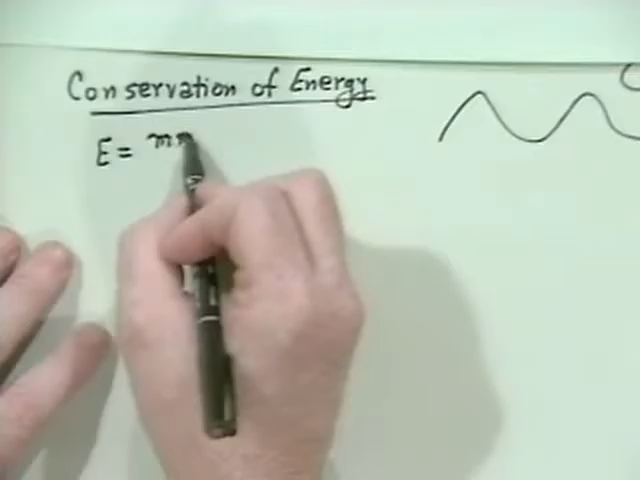 Conservation of Energy
E = m